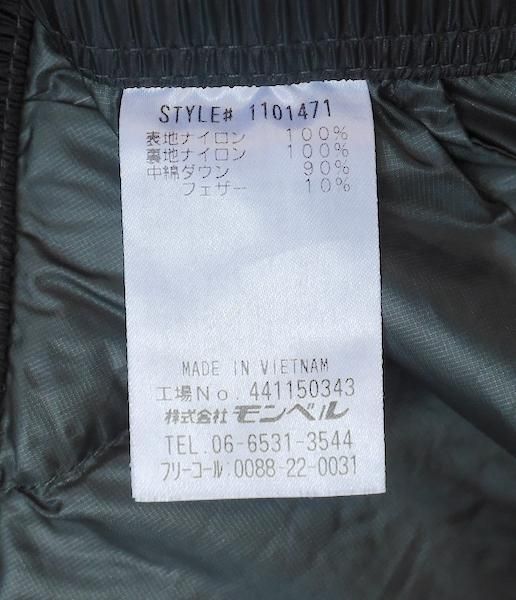 STYLE# 1101471
表地ナイロン 100%
裏地ナイロン 100%
中綿ダウン 90%
フェザー 10%
MADE IN VIETNAM
工場No. 441150343
株式会社 モンベル
TEL. 06-6531-3544
フリーコール:0088-22-0031